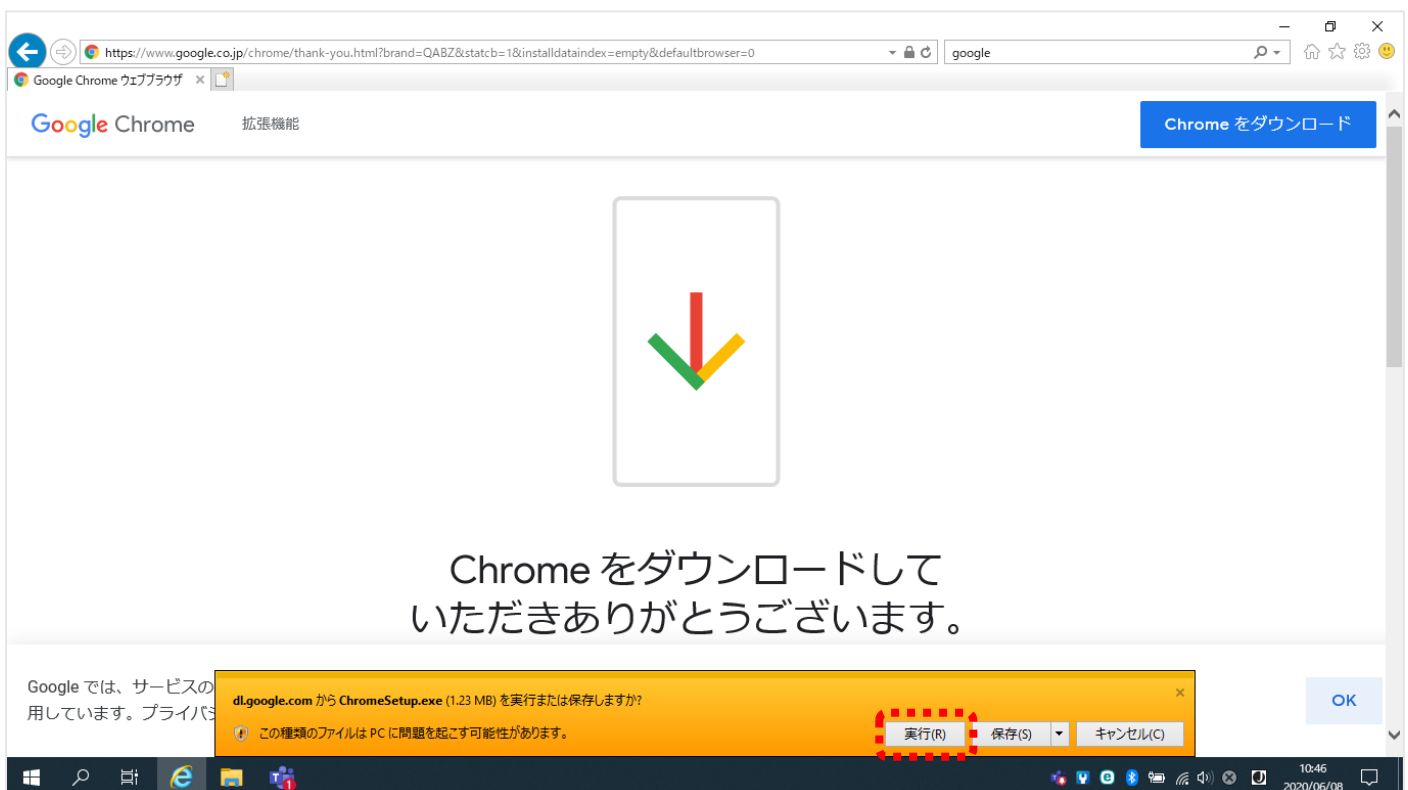 https://www.google.co.jp/chrome/thank-you.html?brand=QABZ&statcb=1&installdataindex=empty&defaultbrowser=0
google
Google Chrome ウェブブラウザ
Google Chrome
拡張機能
Chrome をダウンロード
Chrome をダウンロードして
いただきありがとうございます。
Google では、サービスの
用しています。プライバシ
dl.google.com から ChromeSetup.exe (1.23 MB) を実行または保存しますか?
この種類のファイルは PC に問題を起こす可能性があります。
実行(R)
保存(S)
キャンセル(C)
OK
10:46
2020/06/08